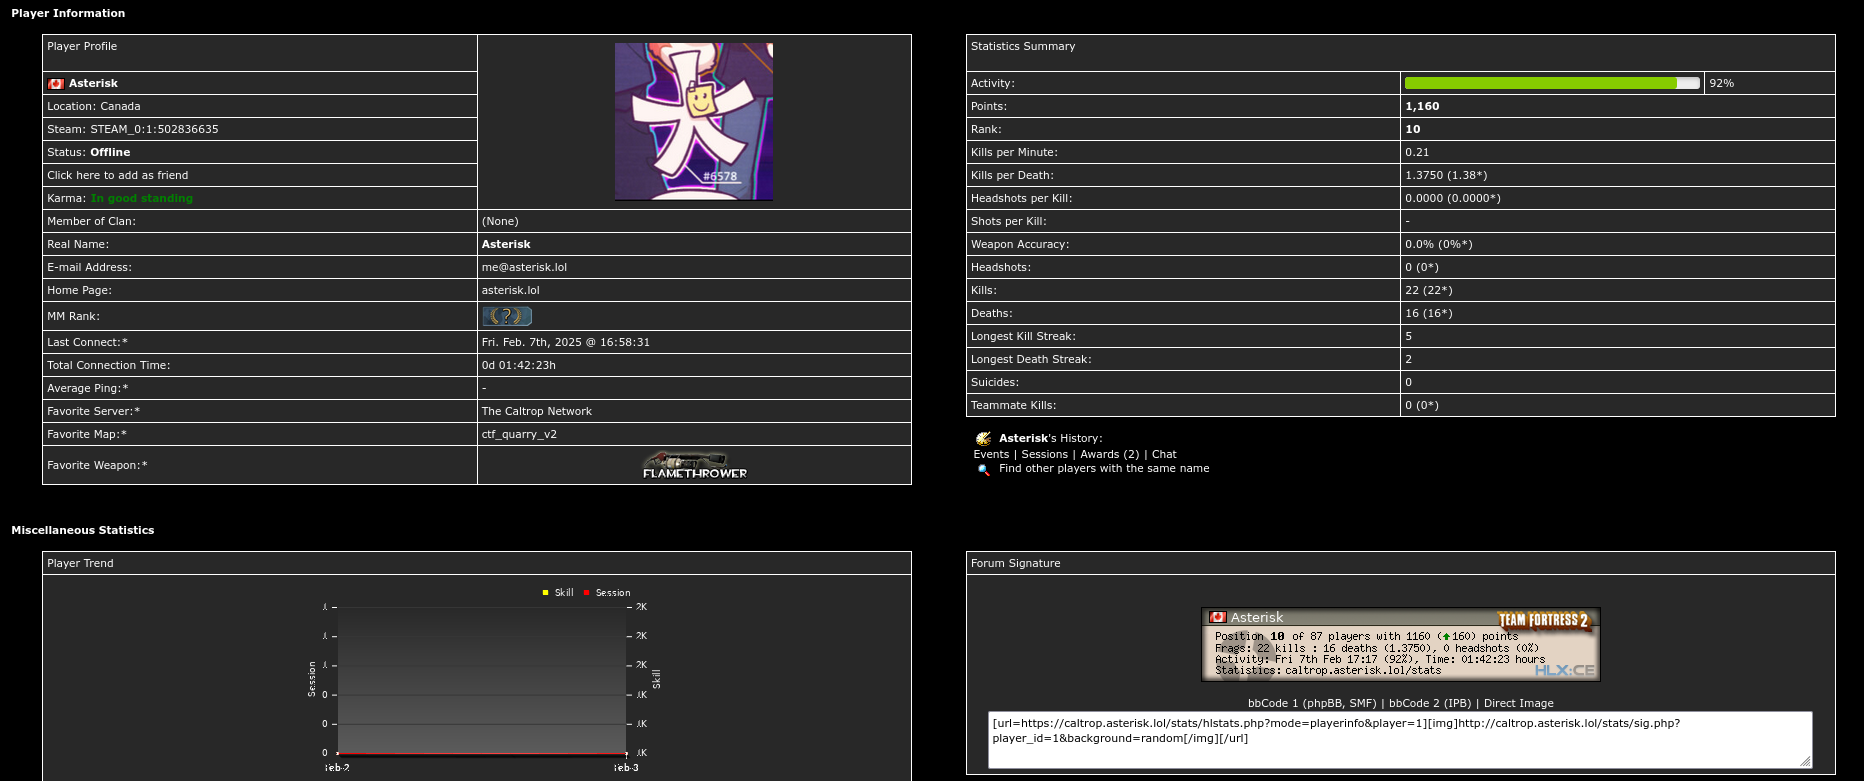 Player Information
Player Profile
Asterisk
Location: Canada
Steam: STEAM_0:1:502836635
Status: Offline
Click here to add as friend
Karma: In good standing
#6578
Member of Clan: (None)
Real Name: Asterisk
E-mail Address: me@asterisk.lol
Home Page: asterisk.lol
MM Rank: ?
Last Connect:* Fri. Feb. 7th, 2025 @ 16:58:31
Total Connection Time: 0d 01:42:23h
Average Ping:* -
Favorite Server:* The Caltrop Network
Favorite Map:* ctf_quarry_v2
Favorite Weapon:* FLAMETHROWER
Statistics Summary
Activity: 92%
Points: 1,160
Rank: 10
Kills per Minute: 0.21
Kills per Death: 1.3750 (1.38*)
Headshots per Kill: 0.0000 (0.0000*)
Shots per Kill: -
Weapon Accuracy: 0.0% (0%*)
Headshots: 0 (0*)
Kills: 22 (22*)
Deaths: 16 (16*)
Longest Kill Streak: 5
Longest Death Streak: 2
Suicides: 0
Teammate Kills: 0 (0*)
Asterisk's History:
Events | Sessions | Awards (2) | Chat
Find other players with the same name
Miscellaneous Statistics
Player Trend
Skill Session
2K
2K
2K
0
0
0
Session
Skill
Feb-2 Feb-3
Forum Signature
Asterisk
TEAM FORTRESS 2
Position 10 of 87 players with 1160 (160) points
Frags: 22 kills : 16 deaths (1.3750), 0 headshots (0%)
Activity: Fri 7th Feb 17:17 (92%), Time: 01:42:23 hours
Statistics: caltrop.asterisk.lol/stats
HLX:CE
bbCode 1 (phpBB, SMF) | bbCode 2 (IPB) | Direct Image
[url=https://caltrop.asterisk.lol/stats/hlstats.php?mode=playerinfo&player=1][img]http://caltrop.asterisk.lol/stats/sig.php?
player_id=1&background=random[/img][/url]